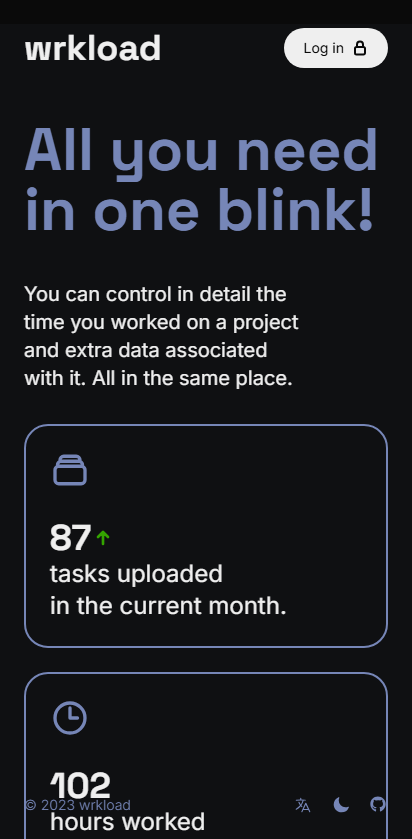 wrkload
Log in
All you need
in one blink!
You can control in detail the
time you worked on a project
and extra data associated
with it. All in the same place.
87
tasks uploaded
in the current month.
102
© 2023 wrkload
hours worked